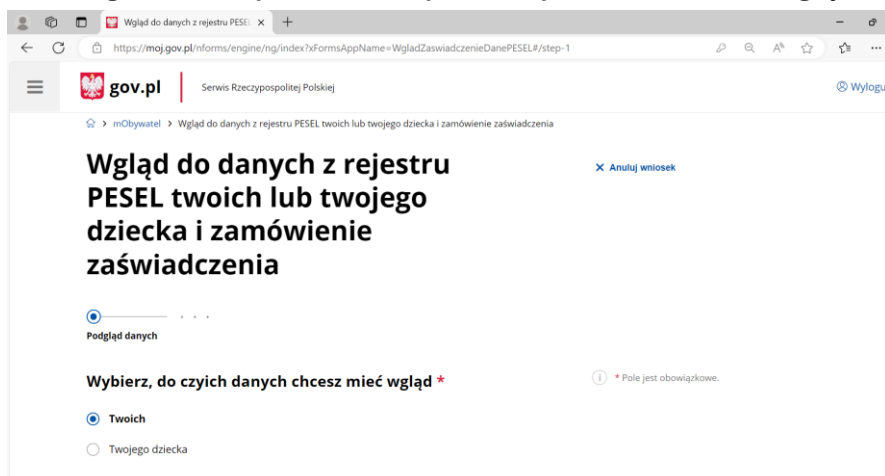 Wgląd do danych z rejestru PESEL
https://moj.gov.pl/nforms/engine/ng/index?xFormsAppName=WgladZaswiadczenieDanePESEL#/step-1
gov.pl
Serwis Rzeczypospolitej Polskiej
Wylogu
mObywatel > Wgląd do danych z rejestru PESEL twoich lub twojego dziecka i zamówienie zaświadczenia
Wgląd do danych z rejestru
PESEL twoich lub twojego
dziecka i zamówienie
zaświadczenia
Anuluj wniosek
Podgląd danych
Wybierz, do czyich danych chcesz mieć wgląd *
* Pole jest obowiązkowe.
Twoich
Twojego dziecka